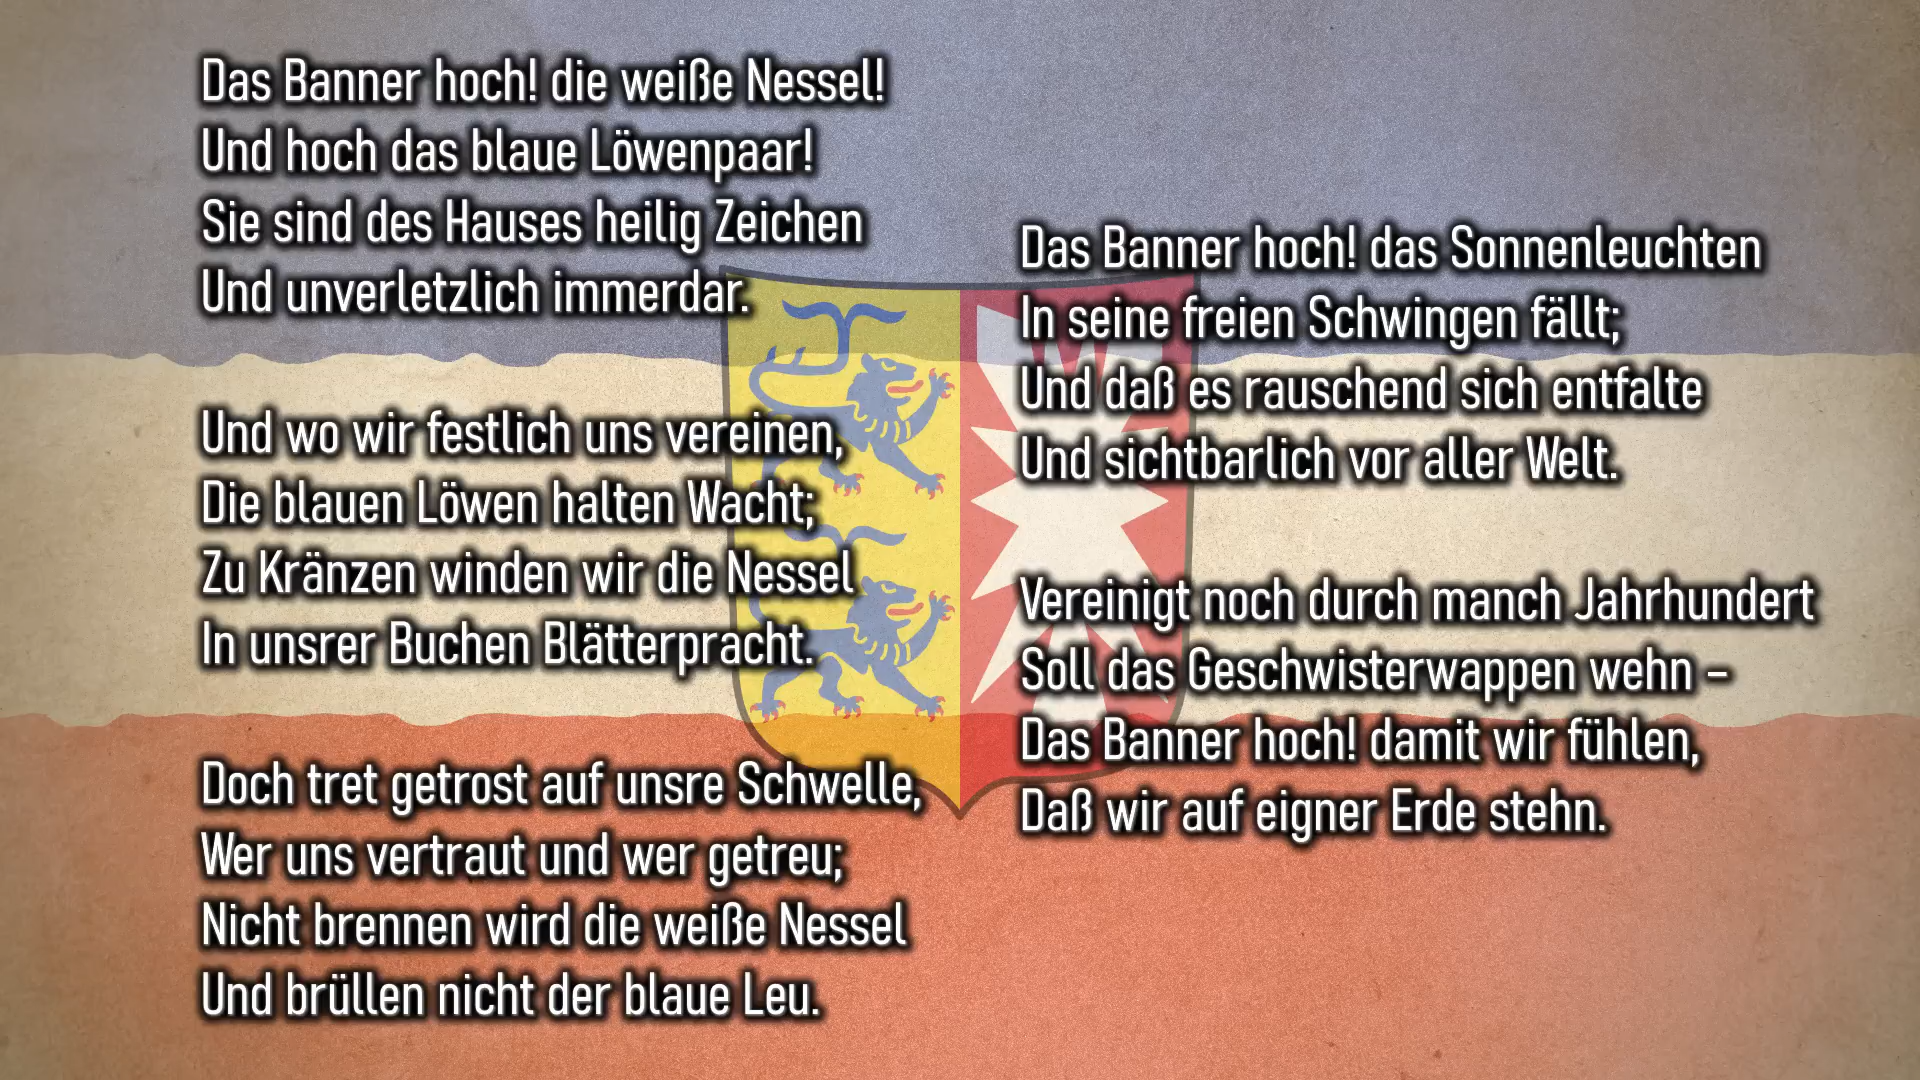 Das Banner hoch! die weiße Nessel!
Und hoch das blaue Löwenpaar!
Sie sind des Hauses heilig Zeichen
Und unverletzlich immerdar.
Und wo wir festlich uns vereinen,
Die blauen Löwen halten Wacht;
Zu Kränzen winden wir die Nessel
In unsrer Buchen Blätterpracht.
Doch tret getrost auf unsre Schwelle,
Wer uns vertraut und wer getreu;
Nicht brennen wird die weiße Nessel
Und brüllen nicht der blaue Leu.
Das Banner hoch! das Sonnenleuchten
In seine freien Schwingen fällt;
Und daß es rauschend sich entfalte
Und sichtbarlich vor aller Welt.
Vereinigt noch durch manch Jahrhundert
Soll das Geschwisterwappen wehn –
Das Banner hoch! damit wir fühlen,
Daß wir auf eigner Erde stehn.